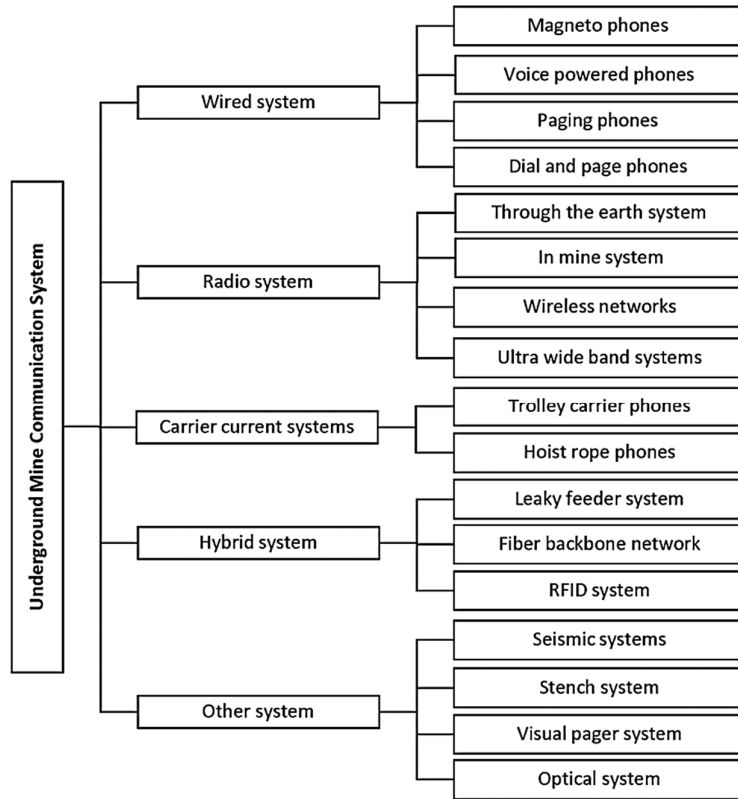 Underground Mine Communication System
Wired system
Magneto phones
Voice powered phones
Paging phones
Dial and page phones
Radio system
Through the earth system
In mine system
Wireless networks
Ultra wide band systems
Carrier current systems
Trolley carrier phones
Hoist rope phones
Hybrid system
Leaky feeder system
Fiber backbone network
RFID system
Other system
Seismic systems
Stench system
Visual pager system
Optical system